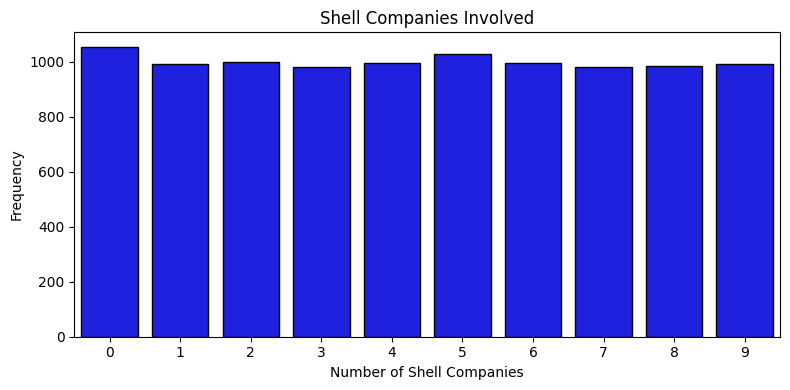 Shell Companies Involved
1000
800
600
400
200
0
Frequency
0 1 2 3 4 5 6 7 8 9
Number of Shell Companies